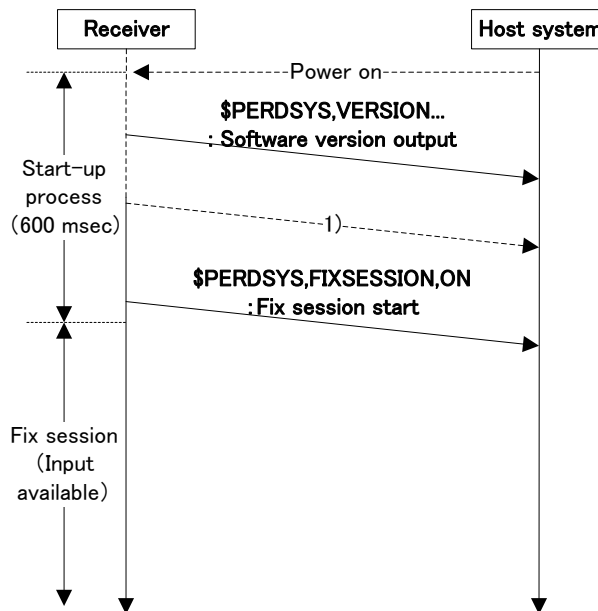 Receiver
Host system
Power on
$PERDSYS,VERSION...
: Software version output
Start-up
process
(600 msec)
1)
$PERDSYS,FIXSESSION,ON
:Fix session start
Fix session
(Input
available)